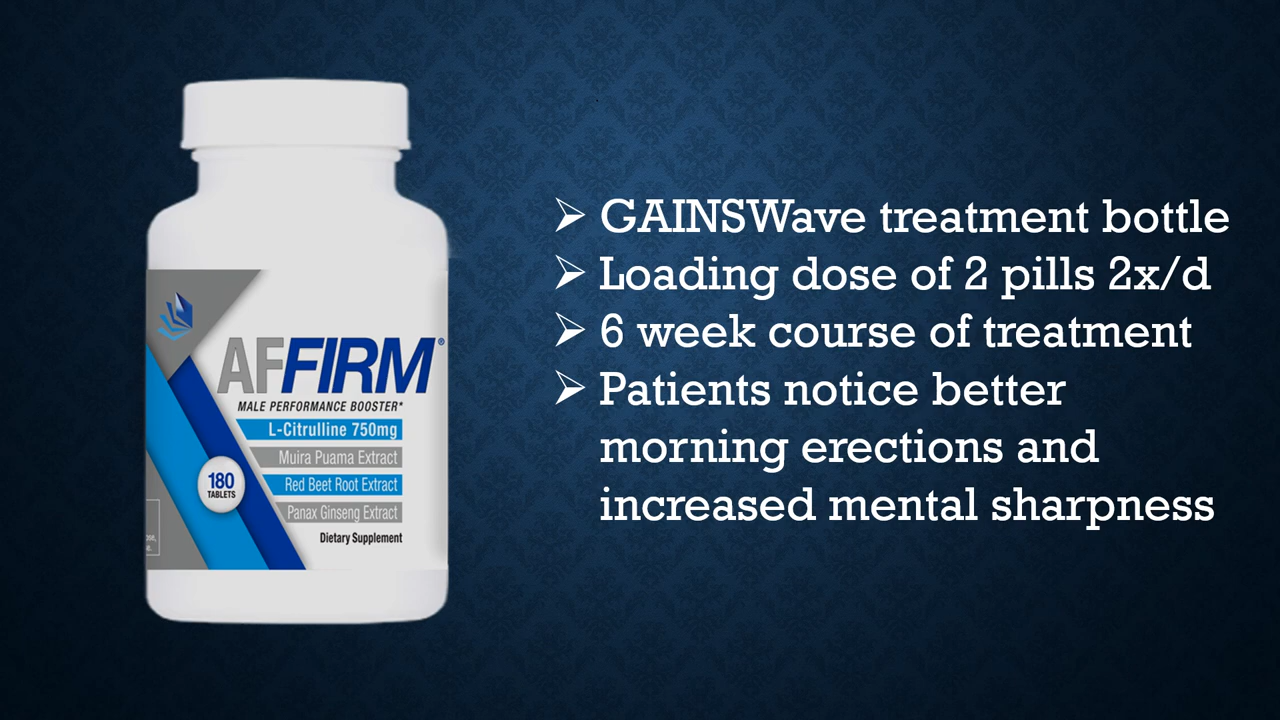 AFFIRM®
MALE PERFORMANCE BOOSTER*
L-Citrulline 750mg
Muira Puama Extract
180
TABLETS
Red Beet Root Extract
Panax Ginseng Extract
Dietary Supplement
➢ GAINSWave treatment bottle
➢ Loading dose of 2 pills 2x/d
➢ 6 week course of treatment
➢ Patients notice better
morning erections and
increased mental sharpness